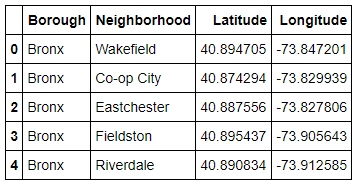 Borough Neighborhood Latitude Longitude
0 Bronx Wakefield 40.894705 -73.847201
1 Bronx Co-op City 40.874294 -73.829939
2 Bronx Eastchester 40.887556 -73.827806
3 Bronx Fieldston 40.895437 -73.905643
4 Bronx Riverdale 40.890834 -73.912585